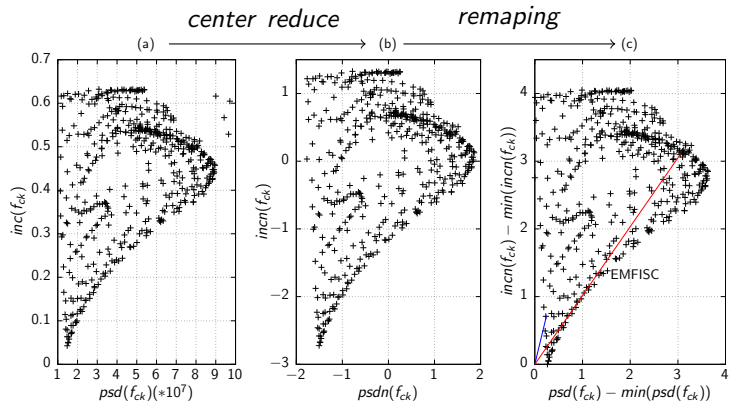 center reduce remaping
(a) (b) (c)
0.7
0.6
0.5
0.4
0.3
0.2
0.1
0
inc(f_ck)
1 2 3 4 5 6 7 8 9 10
psd(f_ck)(*10^7)
1
0
−1
−2
−3
incn(f_ck)
−2 −1 0 1 2
psdn(f_ck)
4
3
2
1
0
incn(f_ck) − min(incn(f_ck))
EMFISC
0 1 2 3 4
psd(f_ck) − min(psd(f_ck))